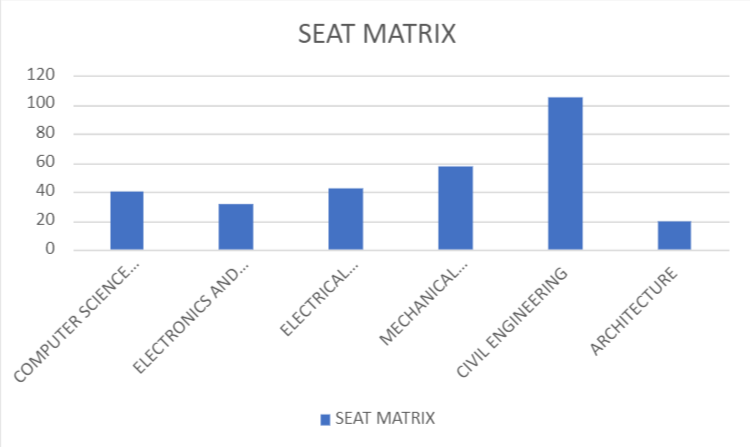 SEAT MATRIX
120
100
80
60
40
20
0
COMPUTER SCIENCE...
ELECTRONICS AND...
ELECTRICAL...
MECHANICAL...
CIVIL ENGINEERING
ARCHITECTURE
SEAT MATRIX